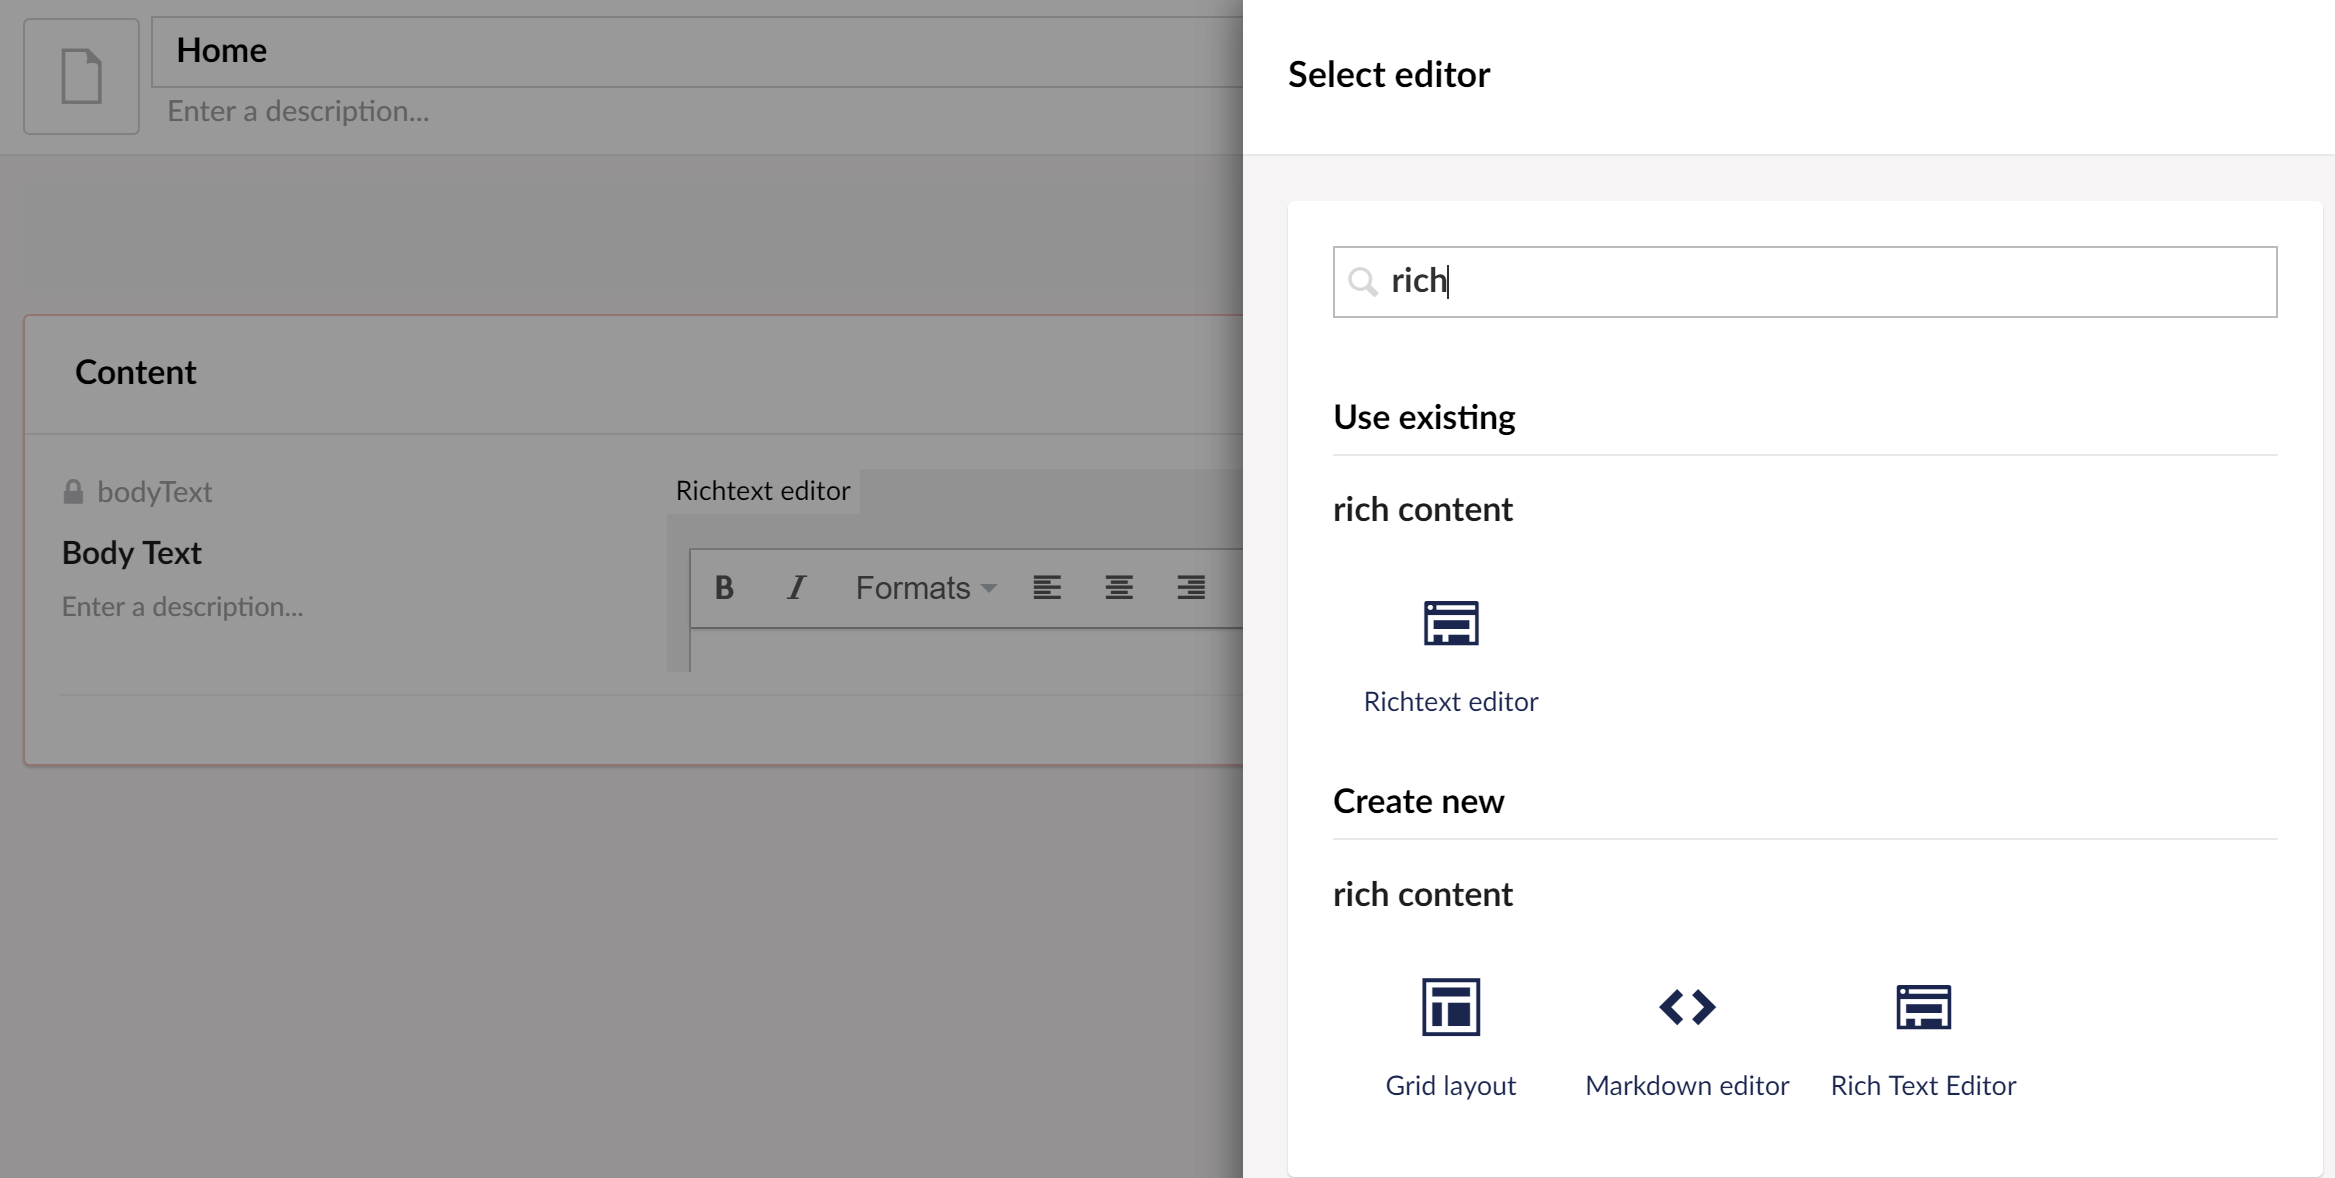 Home
Enter a description...
Content
bodyText
Body Text
Enter a description...
Richtext editor
B I Formats
Select editor
rich
Use existing
rich content
Richtext editor
Create new
rich content
Grid layout Markdown editor Rich Text Editor